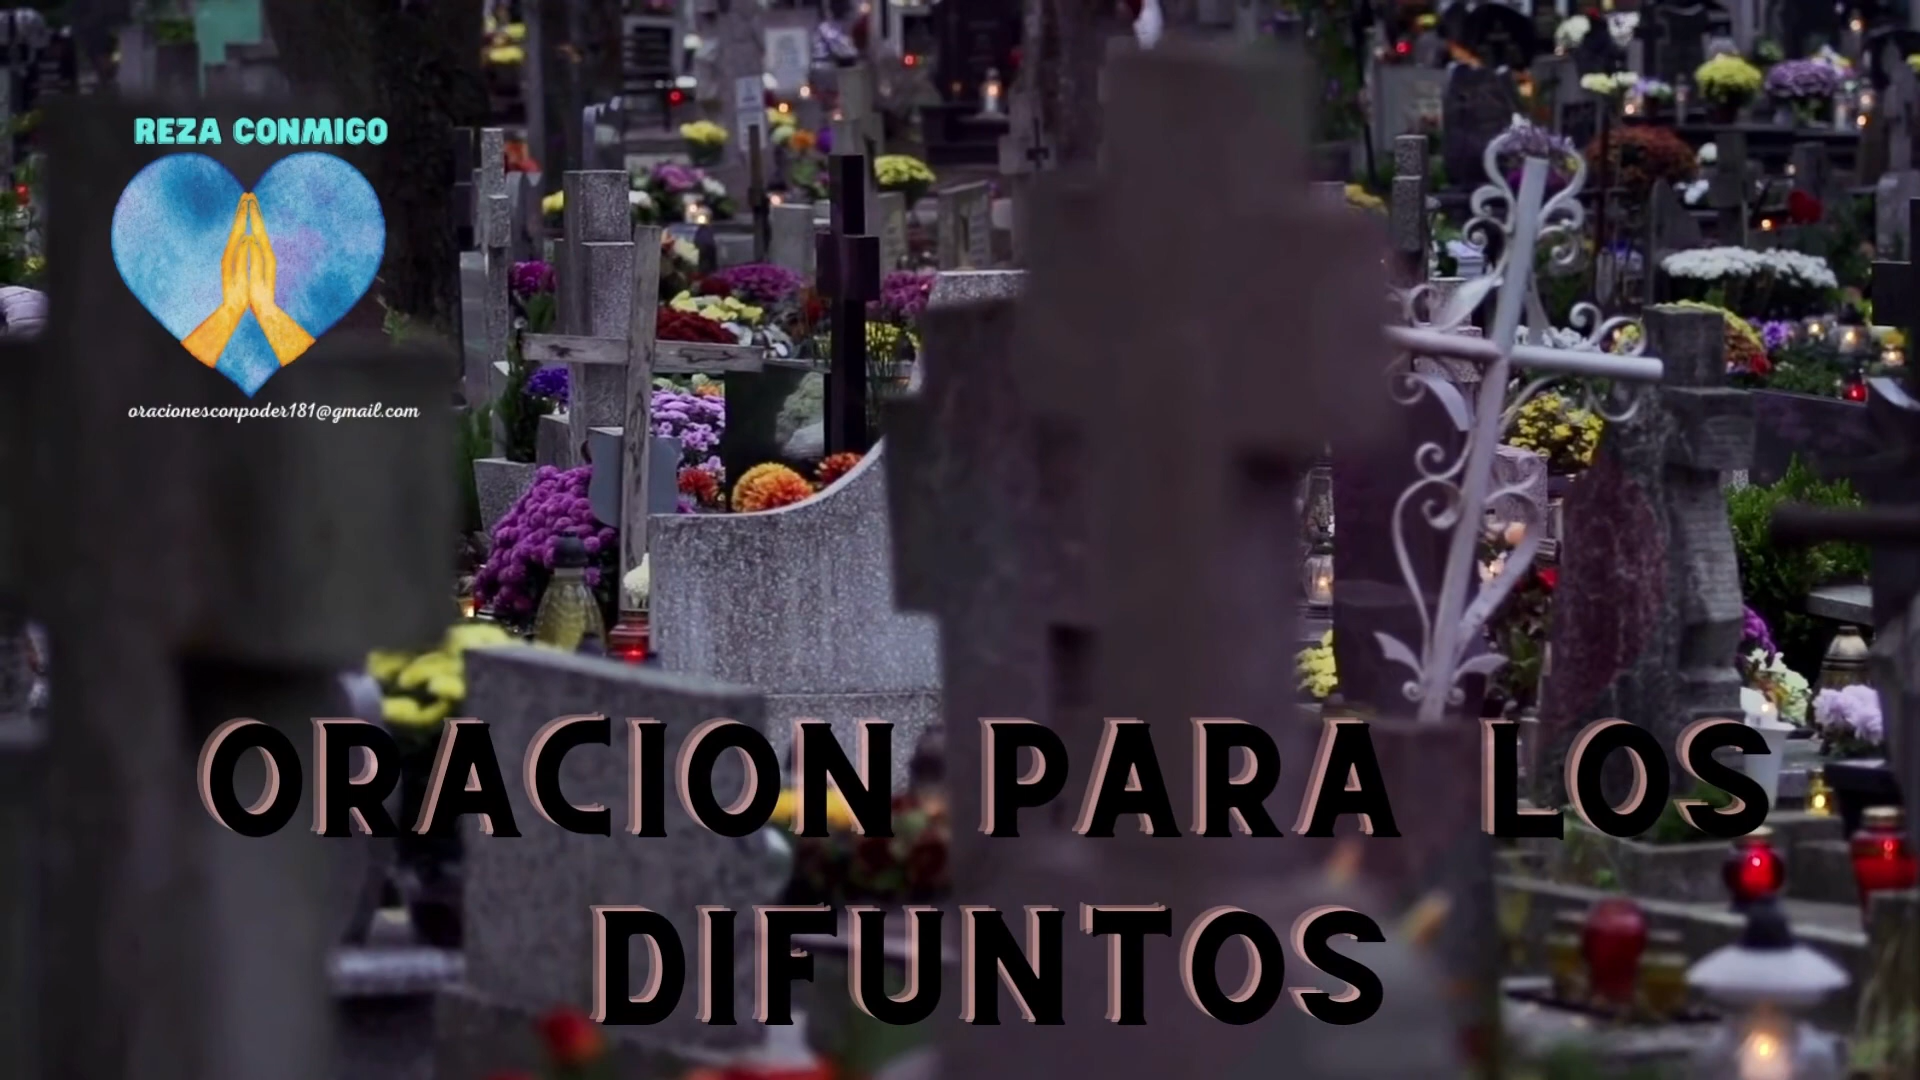 REZA CONMIGO
oracionesconpoder181@gmail.com
ORACION PARA LOS
DIFUNTOS